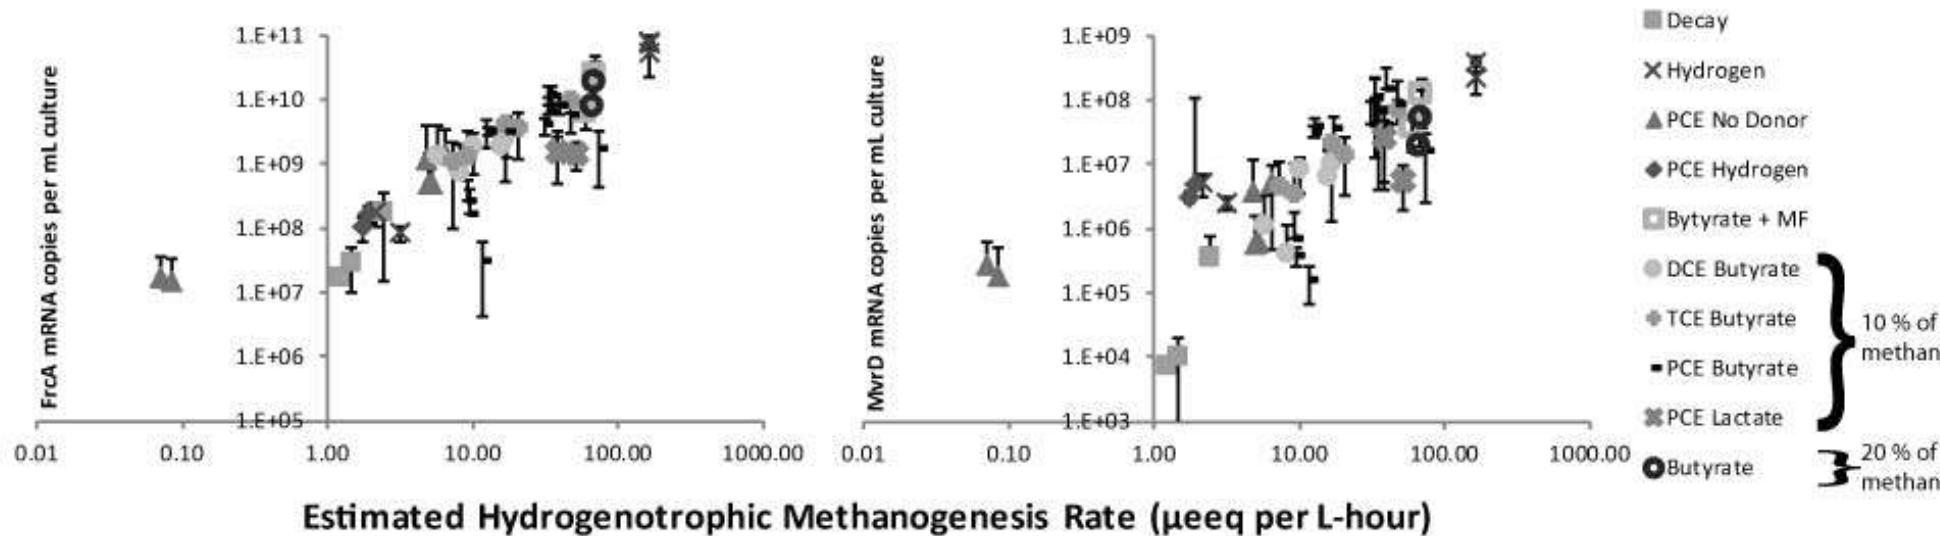 FrcA mRNA copies per mL culture
1.E+11
1.E+10
1.E+09
1.E+08
1.E+07
1.E+06
1.E+05
0.01
0.10
1.00
10.00
100.00
1000.00
MvrD mRNA copies per mL culture
1.E+09
1.E+08
1.E+07
1.E+06
1.E+05
1.E+04
1.E+03
0.01
0.10
1.00
10.00
100.00
1000.00
Estimated Hydrogenotrophic Methanogenesis Rate (µeeq per L-hour)
Decay
Hydrogen
PCE No Donor
PCE Hydrogen
Bytyrate + MF
DCE Butyrate
TCE Butyrate
PCE Butyrate
PCE Lactate
Butyrate
10 % of
methan
20 % of
methan